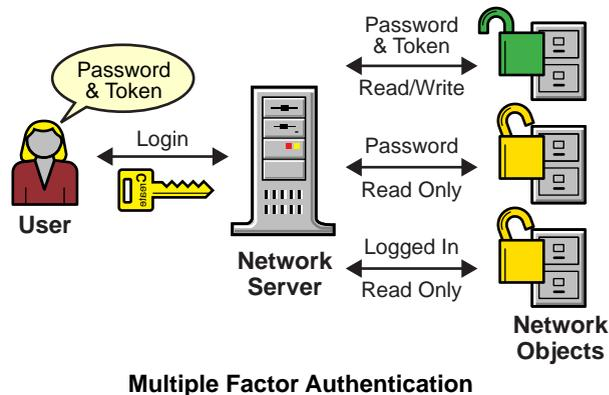 Password
& Token
Login
Create
User
Network
Server
Password
& Token
Read/Write
Password
Read Only
Logged In
Read Only
Network
Objects
Multiple Factor Authentication